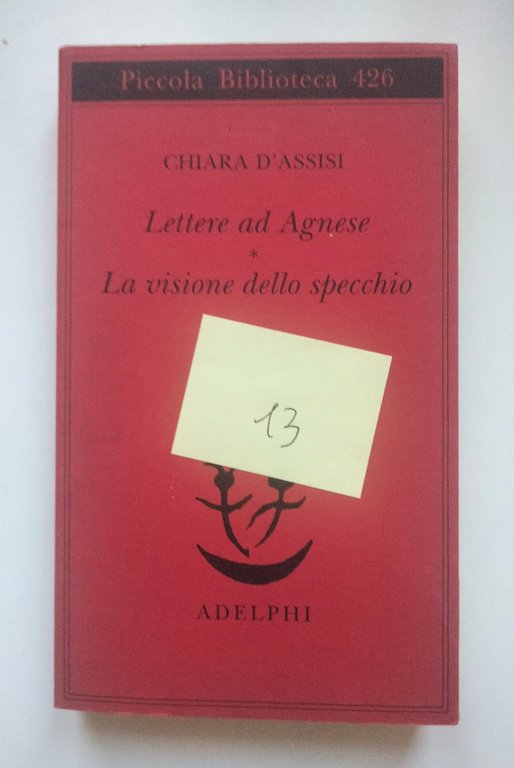 Piccola Biblioteca 426
CHIARA D'ASSISI
Lettere ad Agnese
*
La visione dello specchio
13
ADELPHI